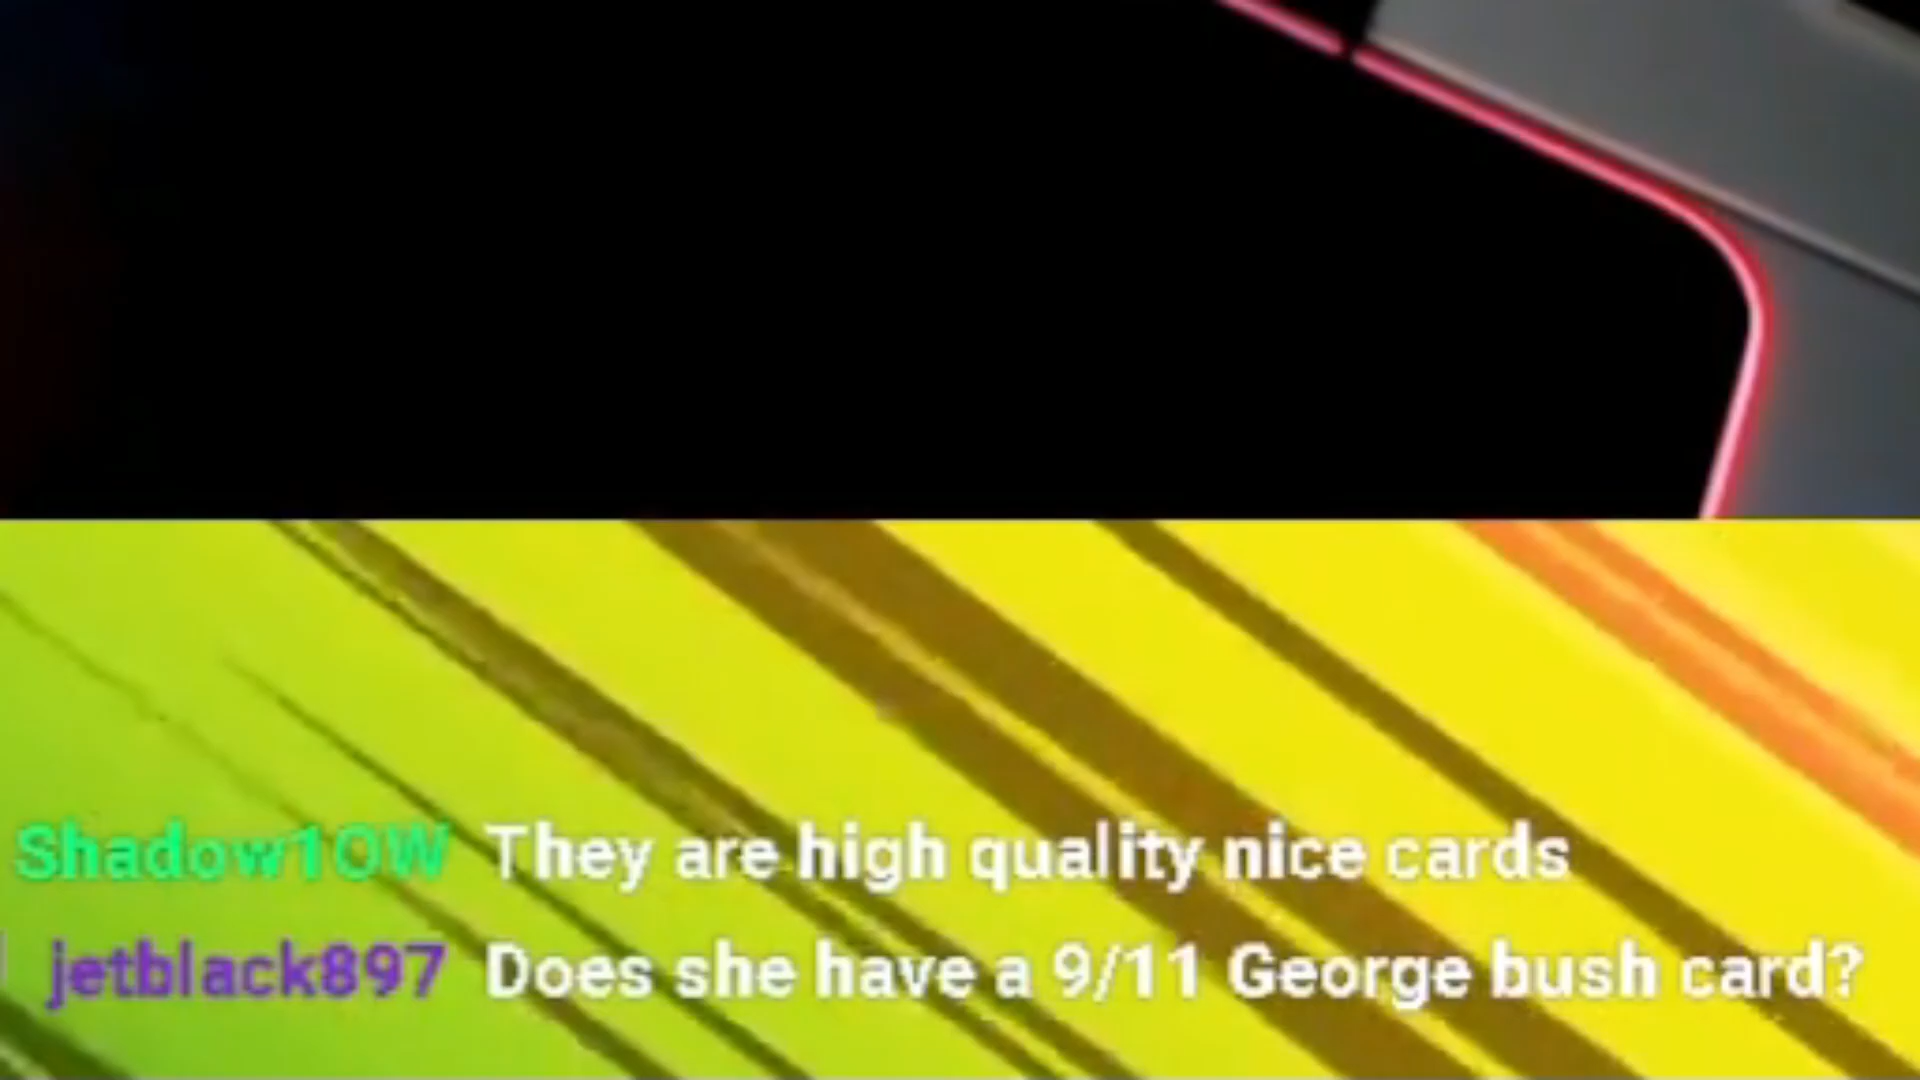 Shadow1OW They are high quality nice cards
jetblack897 Does she have a 9/11 George bush card?